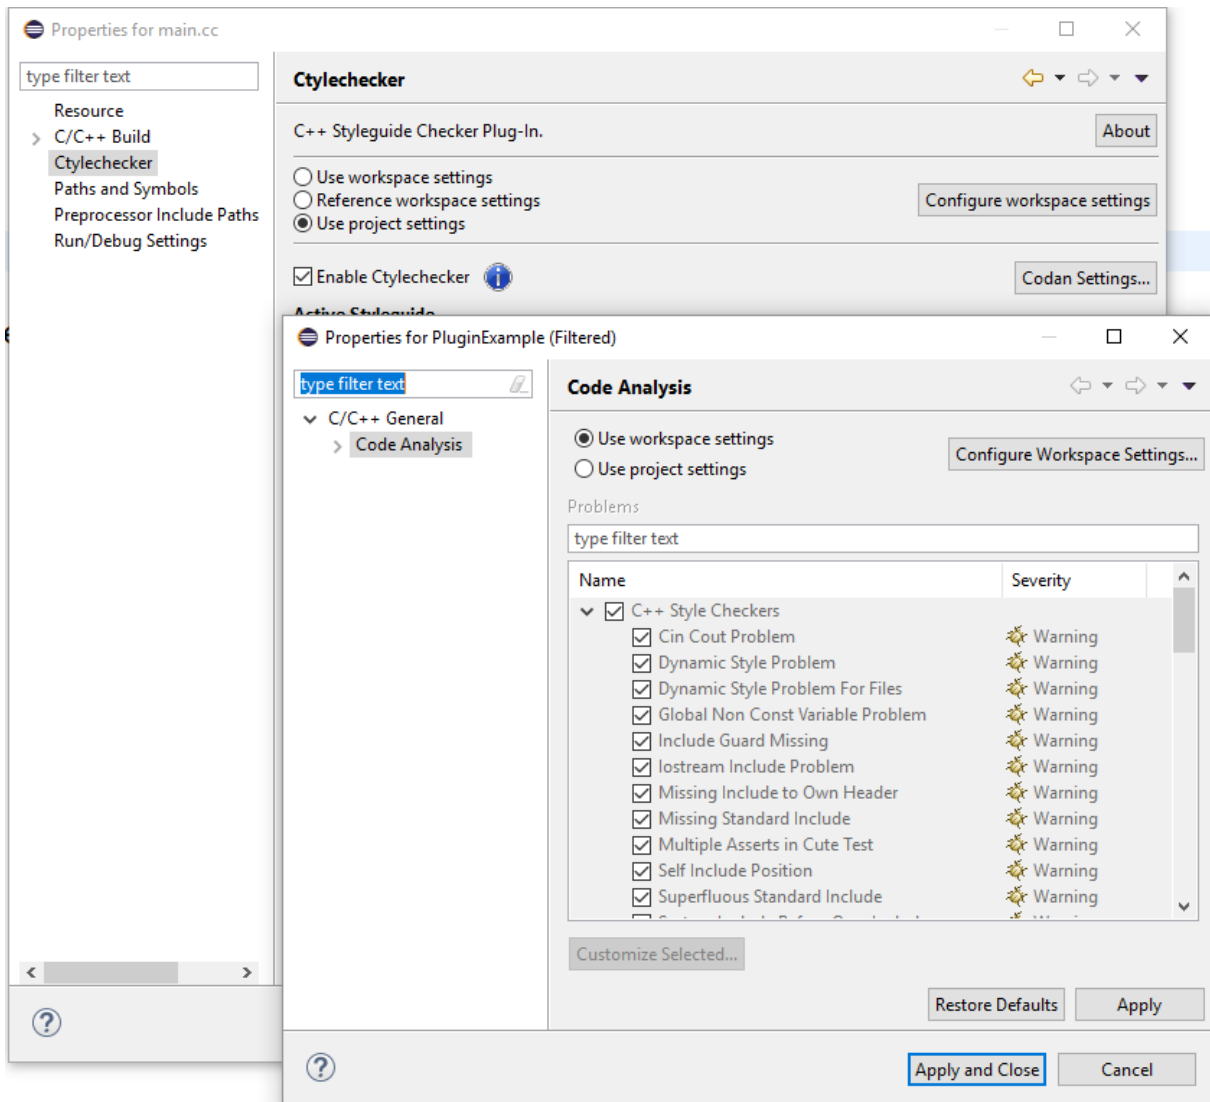 Properties for main.cc
type filter text
Resource
C/C++ Build
Ctylechecker
Paths and Symbols
Preprocessor Include Paths
Run/Debug Settings
Ctylechecker
C++ Styleguide Checker Plug-In.
About
Use workspace settings
Reference workspace settings
Use project settings
Configure workspace settings
Enable Ctylechecker
Codan Settings...
Active Styleguide
Properties for PluginExample (Filtered)
type filter text
C/C++ General
Code Analysis
Code Analysis
Use workspace settings
Use project settings
Configure Workspace Settings...
Problems
type filter text
Name Severity
C++ Style Checkers
Cin Cout Problem Warning
Dynamic Style Problem Warning
Dynamic Style Problem For Files Warning
Global Non Const Variable Problem Warning
Include Guard Missing Warning
Iostream Include Problem Warning
Missing Include to Own Header Warning
Missing Standard Include Warning
Multiple Asserts in Cute Test Warning
Self Include Position Warning
Superfluous Standard Include Warning
Customize Selected...
Restore Defaults Apply
Apply and Close Cancel